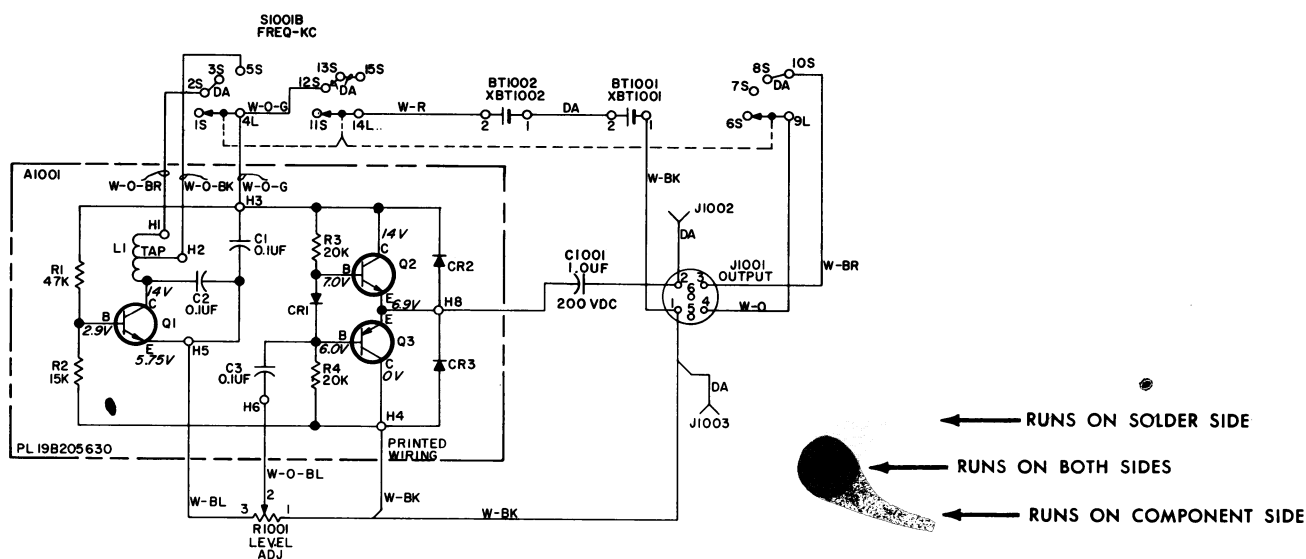 S1001B
FREQ-KC
3S
5S
2S
DA
1S
W-O-G
4L
13S
15S
12S
DA
11S
14L
W-R
BT1002
XBT1002
2
1
DA
BT1001
XBT1001
2
1
8S
10S
7S
DA
6S
9L
A1001
W-O-BR
W-O-BK
W-O-G
W-BK
H3
H1
L1
TAP
H2
C1
0.1UF
R1
47K
14V
C
C2
0.1UF
B
2.9V
Q1
E
5.75V
H5
R2
15K
R3
20K
14V
C
B
7.0V
Q2
CR2
E
6.9V
H8
CR1
E
B
6.0V
Q3
C
0V
CR3
C3
0.1UF
R4
20K
H6
H4
PL19B205630
PRINTED
WIRING
C1001
1.0UF
200 VDC
J1002
DA
J1001
OUTPUT
2
3
6
1
5
4
W-BR
W-O
DA
J1003
W-O-BL
W-BL
3
2
1
R1001
LEVEL
ADJ
W-BK
W-BK
RUNS ON SOLDER SIDE
RUNS ON BOTH SIDES
RUNS ON COMPONENT SIDE